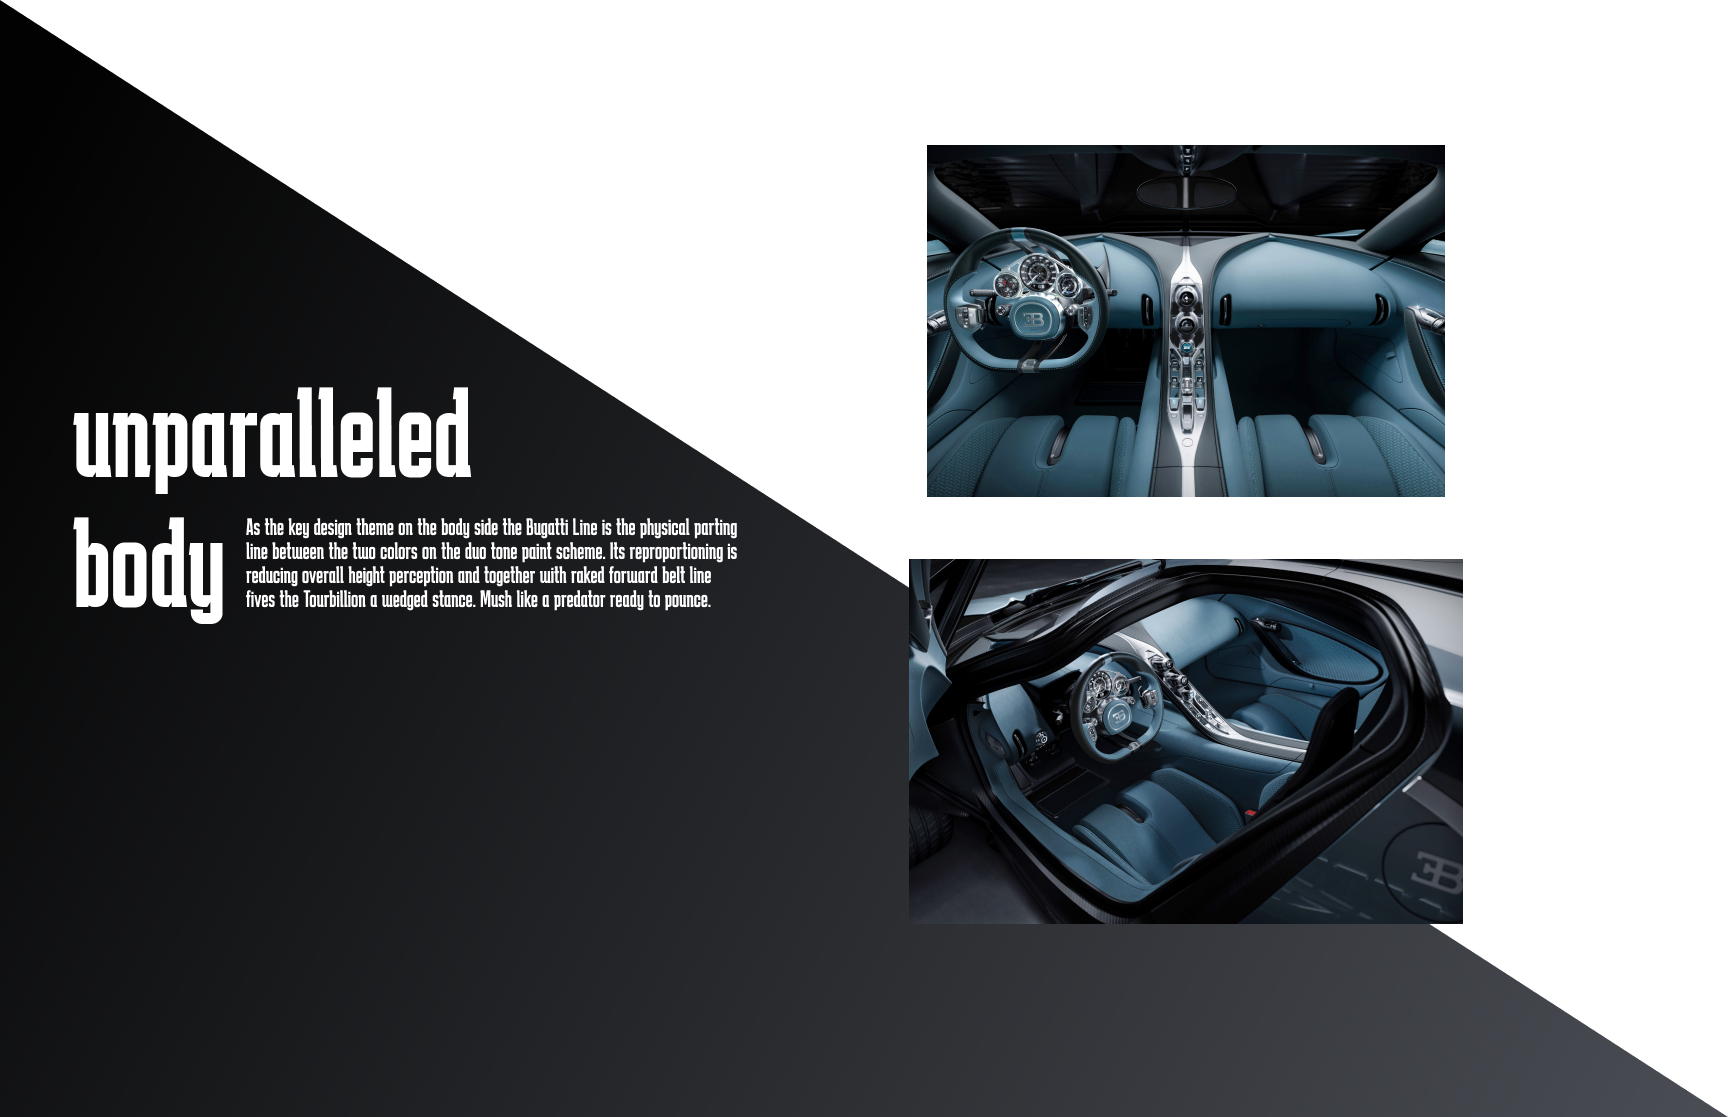 unparalleled
body
As the key design theme on the body side the Bugatti Line is the physical parting
line between the two colors on the duo tone paint scheme. Its reproportioning is
reducing overall height perception and together with raked forward belt line
fives the Tourbillion a wedged stance. Mush like a predator ready to pounce.